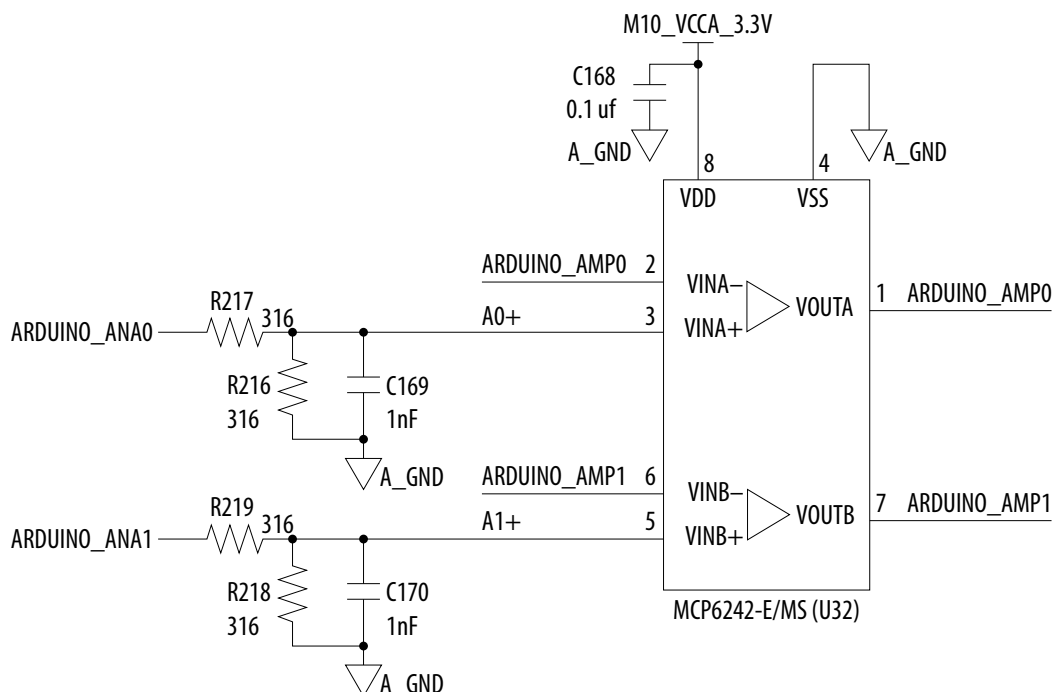 M10_VCCA_3.3V
C168
0.1 uf
A_GND
A_GND
8
4
VDD
VSS
ARDUINO_AMP0
2
VINA–
VOUTA
1
ARDUINO_AMP0
R217
316
ARDUINO_ANA0
A0+
3
VINA+
R216
316
C169
1nF
A_GND
ARDUINO_AMP1
6
VINB–
VOUTB
7
ARDUINO_AMP1
R219
316
ARDUINO_ANA1
A1+
5
VINB+
R218
316
C170
1nF
MCP6242-E/MS (U32)
A_GND